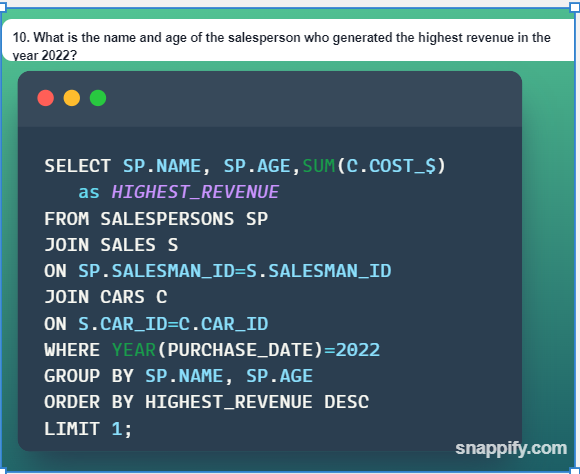 10. What is the name and age of the salesperson who generated the highest revenue in the
year 2022?
SELECT SP.NAME, SP.AGE,SUM(C.COST_$)
as HIGHEST_REVENUE
FROM SALESPERSONS SP
JOIN SALES S
ON SP.SALESMAN_ID=S.SALESMAN_ID
JOIN CARS C
ON S.CAR_ID=C.CAR_ID
WHERE YEAR(PURCHASE_DATE)=2022
GROUP BY SP.NAME, SP.AGE
ORDER BY HIGHEST_REVENUE DESC
LIMIT 1;
snappify.com